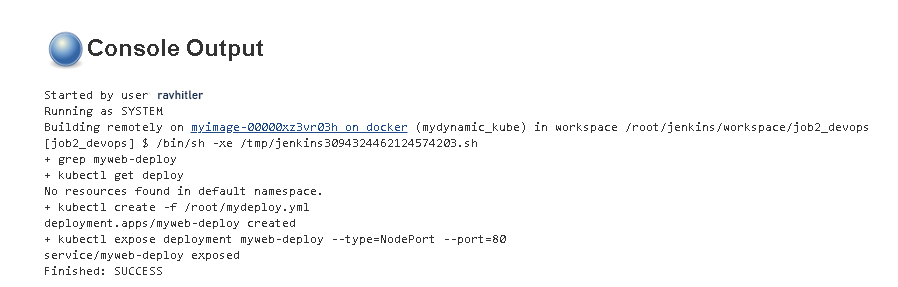 Console Output
Started by user ravhitler
Running as SYSTEM
Building remotely on myimage-00000xz3vr03h on docker (mydynamic_kube) in workspace /root/jenkins/workspace/job2_devops
[job2_devops] $ /bin/sh -xe /tmp/jenkins3094324462124574203.sh
+ grep myweb-deploy
+ kubectl get deploy
No resources found in default namespace.
+ kubectl create -f /root/mydeploy.yml
deployment.apps/myweb-deploy created
+ kubectl expose deployment myweb-deploy --type=NodePort --port=80
service/myweb-deploy exposed
Finished: SUCCESS